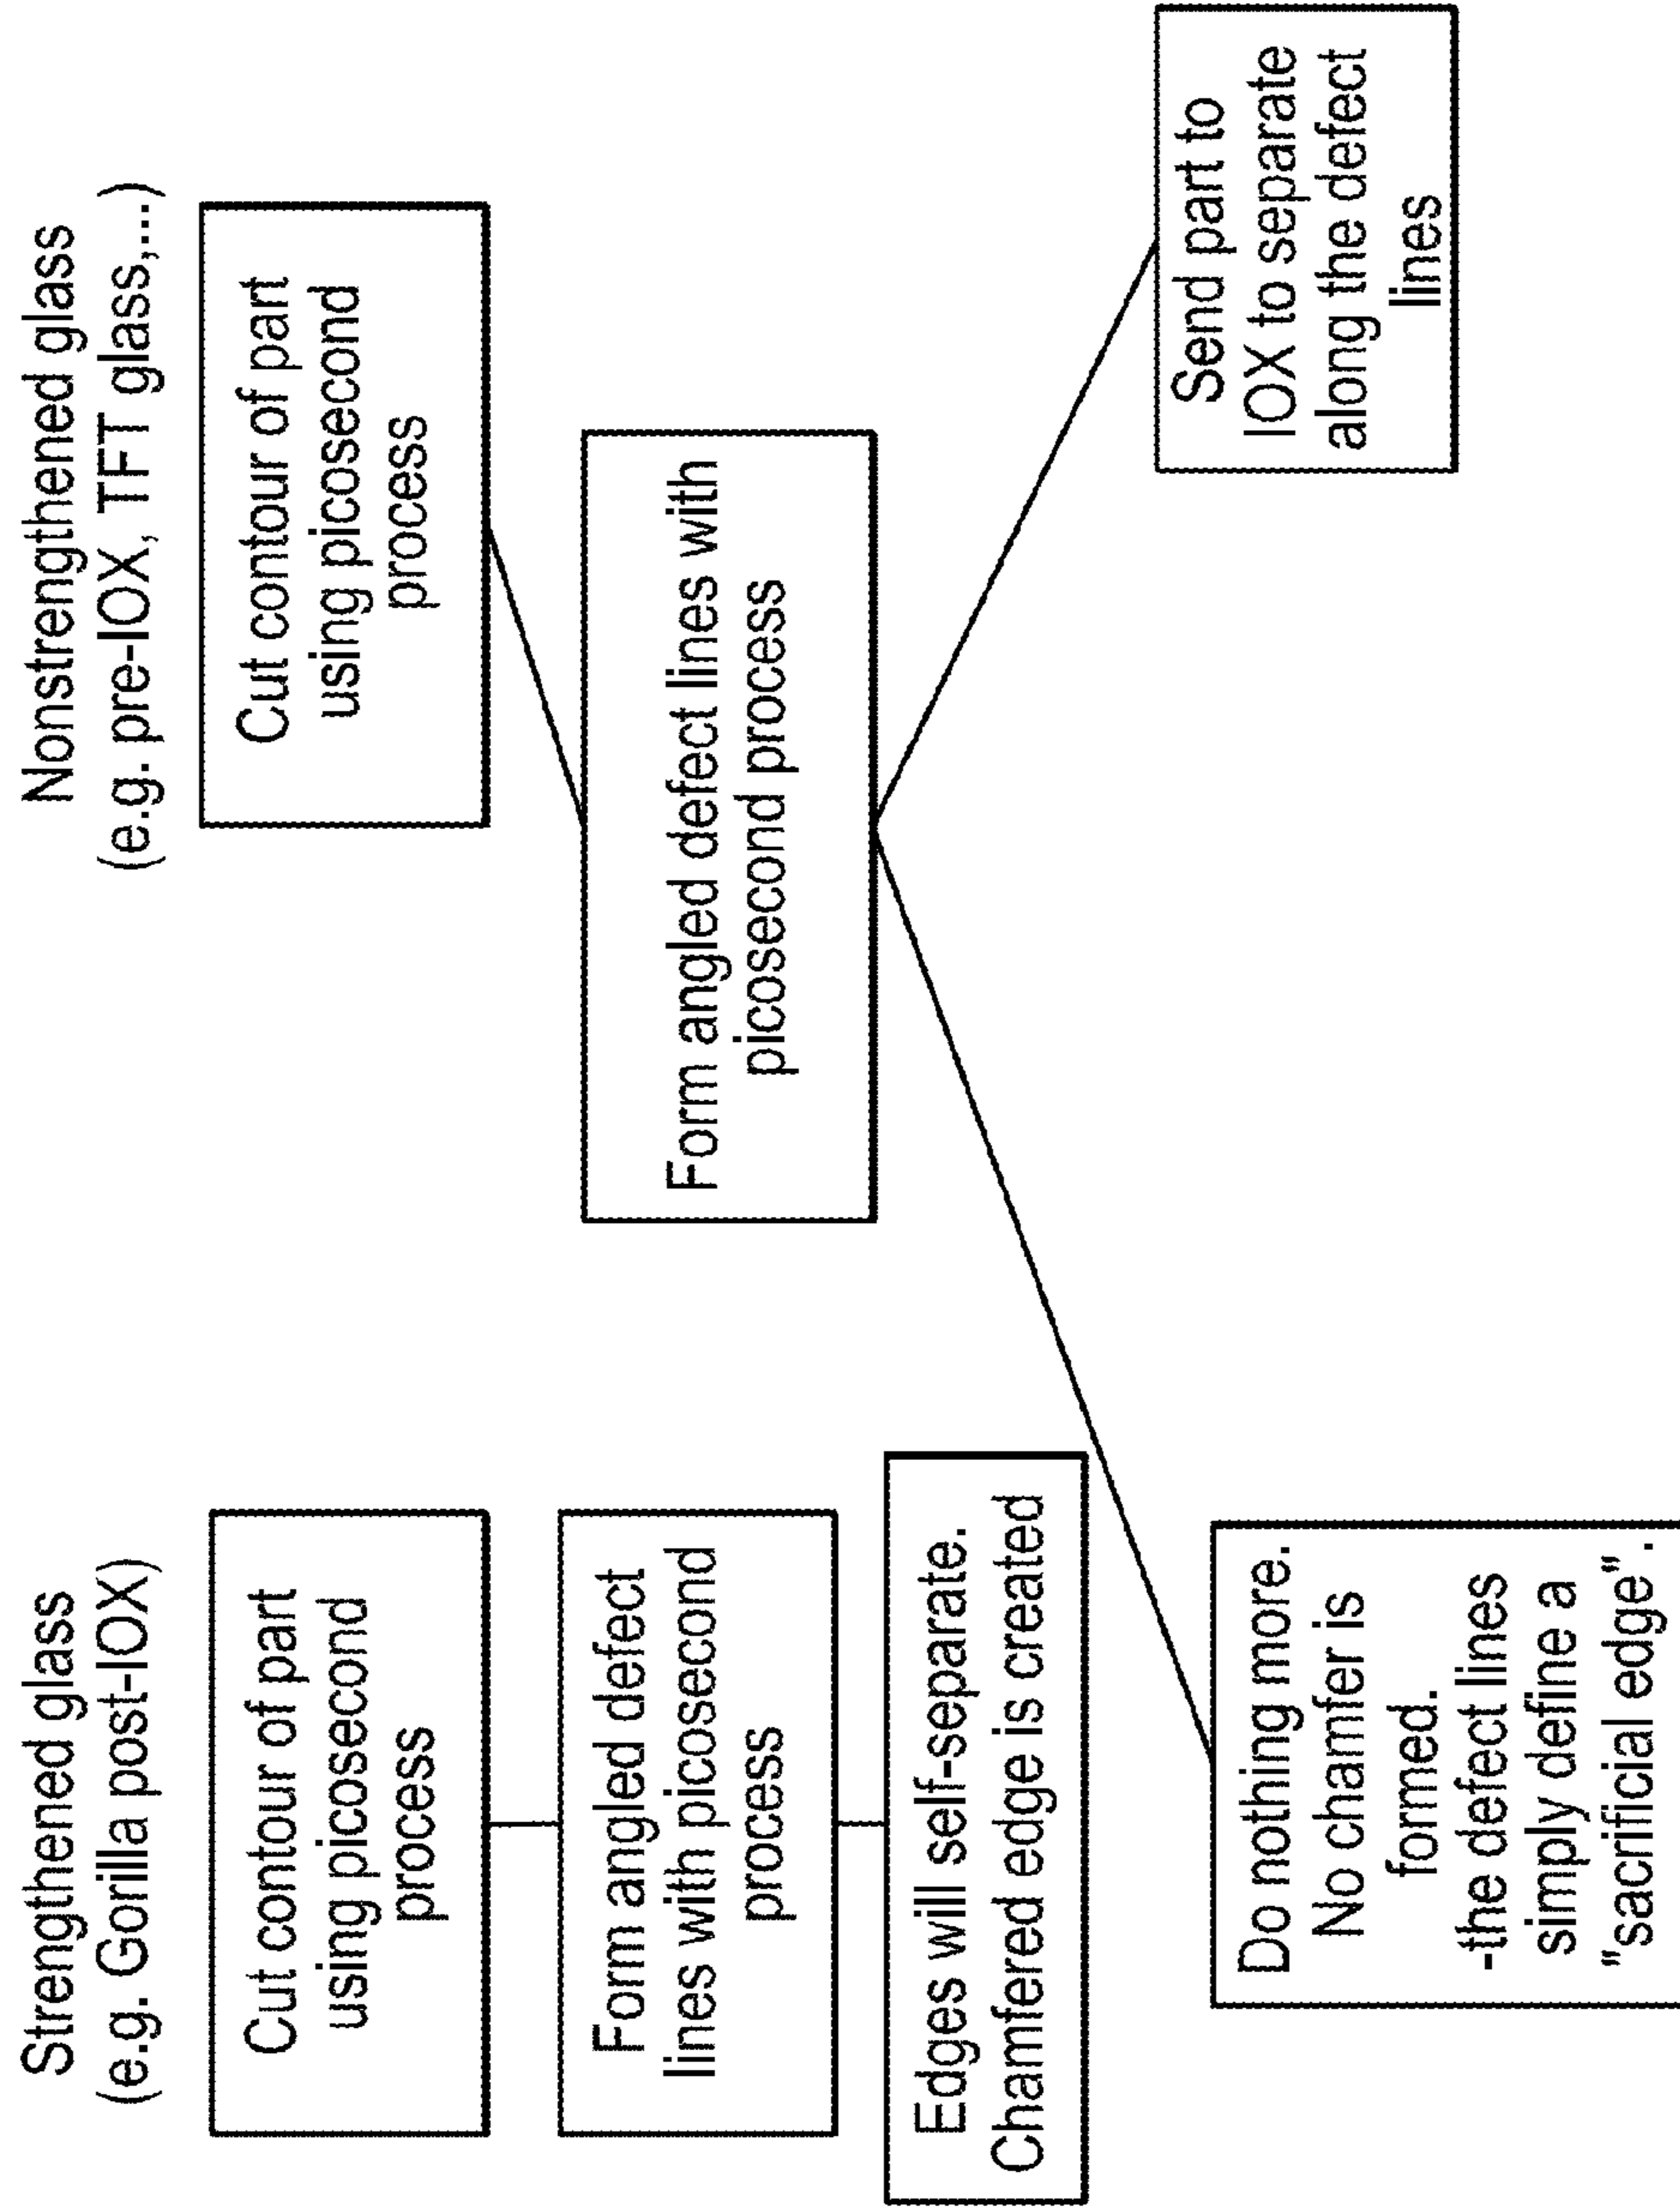 Strengthened glass
(e.g. Gorilla post-IOX)
Cut contour of part
using picosecond
process
Form angled defect
lines with picosecond
process
Edges will self-separate.
Chamfered edge is created
Nonstrengthened glass
(e.g. pre-IOX, TFT glass,...)
Cut contour of part
using picosecond
process
Form angled defect lines with
picosecond process
Do nothing more.
No chamfer is
formed.
-the defect lines
simply define a
"sacrificial edge".
Send part to
IOX to separate
along the defect
lines